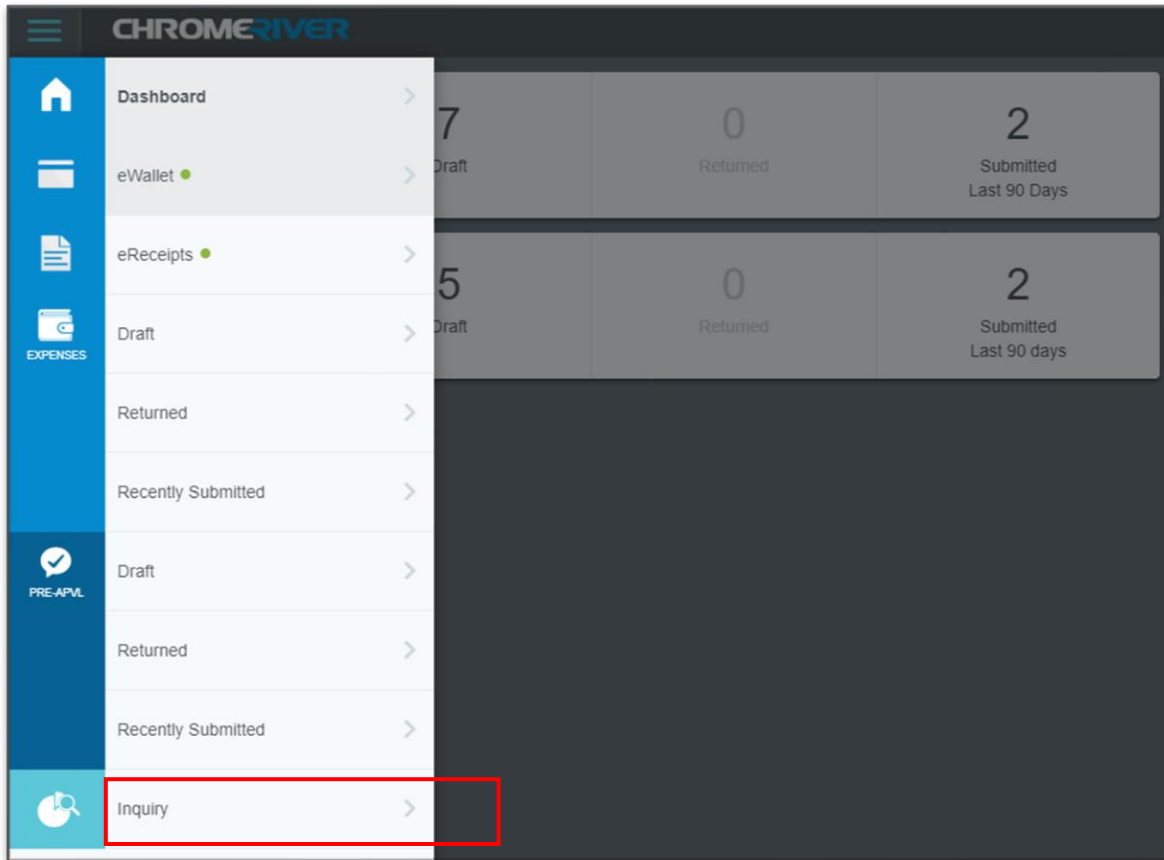 CHROMERIVER
Dashboard
eWallet
eReceipts
EXPENSES
Draft
Returned
Recently Submitted
PRE-APVL
Draft
Returned
Recently Submitted
Inquiry
7
Draft
0
Returned
2
Submitted
Last 90 Days
5
Draft
0
Returned
2
Submitted
Last 90 days